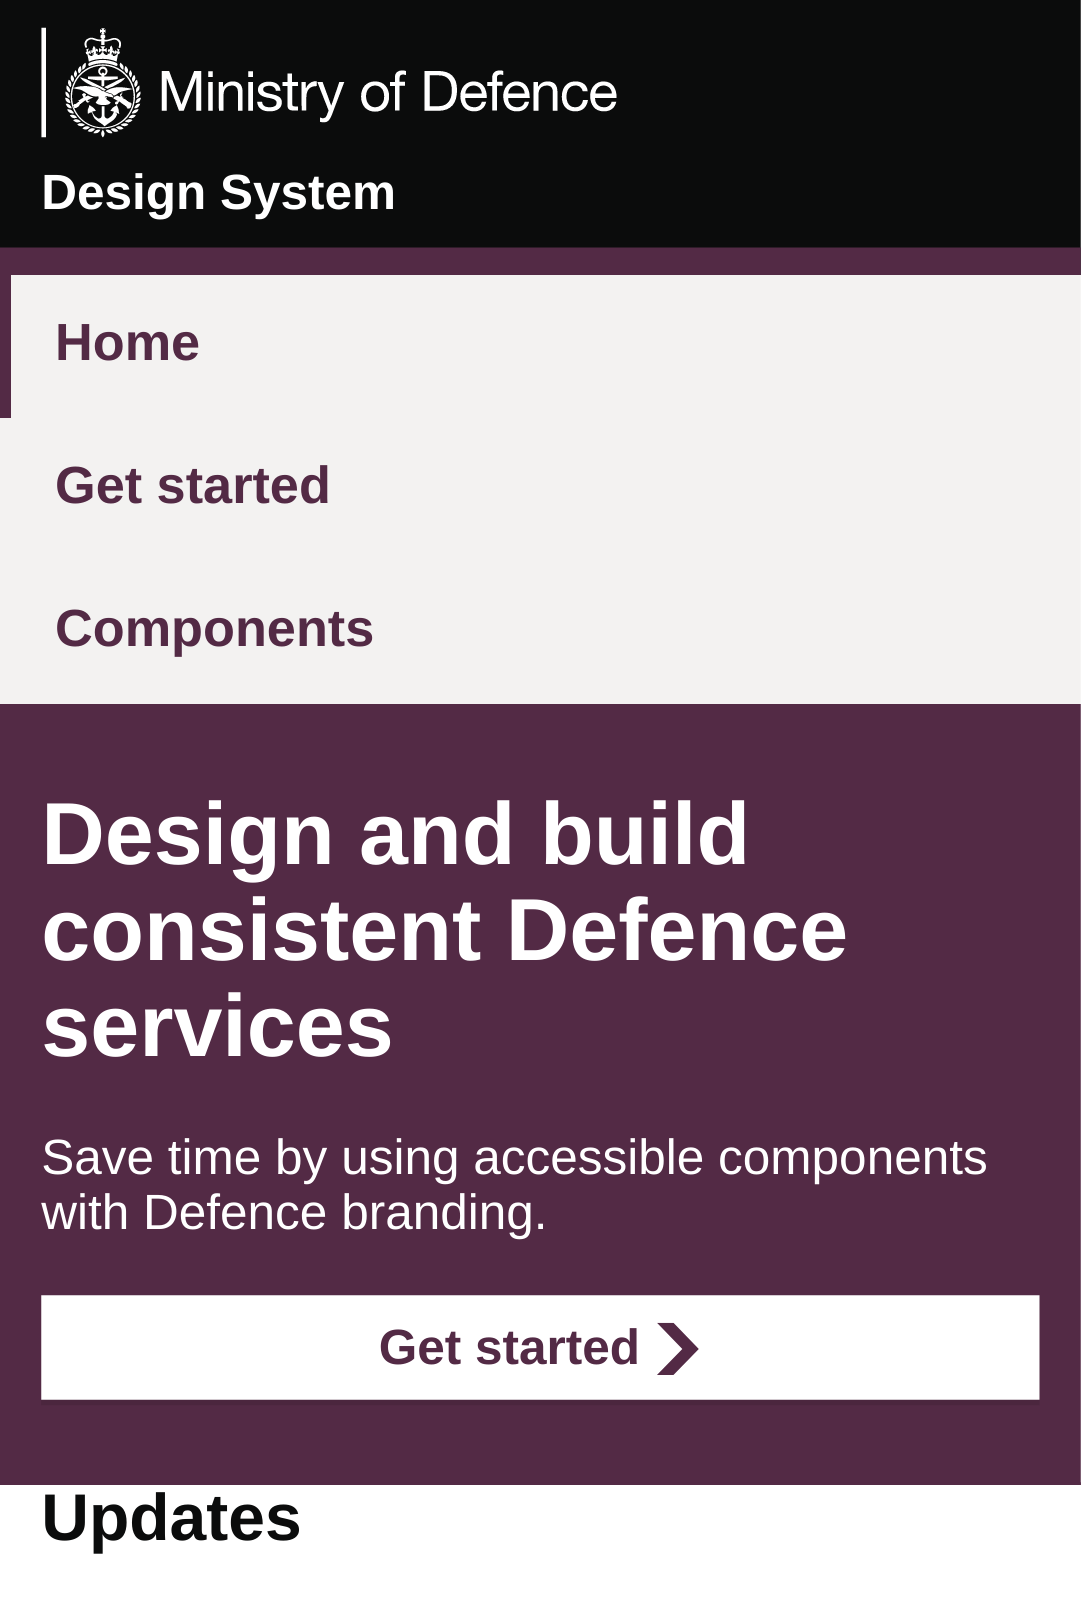 Ministry of Defence
Design System
Home
Get started
Components
Design and build
consistent Defence
services
Save time by using accessible components
with Defence branding.
Get started
Updates